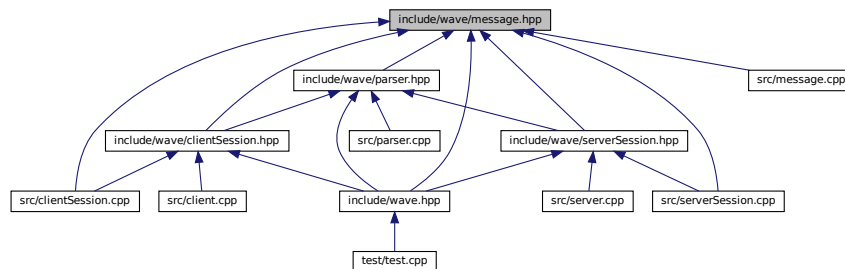 include/wave/message.hpp
include/wave/parser.hpp
src/message.cpp
include/wave/clientSession.hpp
src/parser.cpp
include/wave/serverSession.hpp
src/clientSession.cpp
src/client.cpp
include/wave.hpp
src/server.cpp
src/serverSession.cpp
test/test.cpp